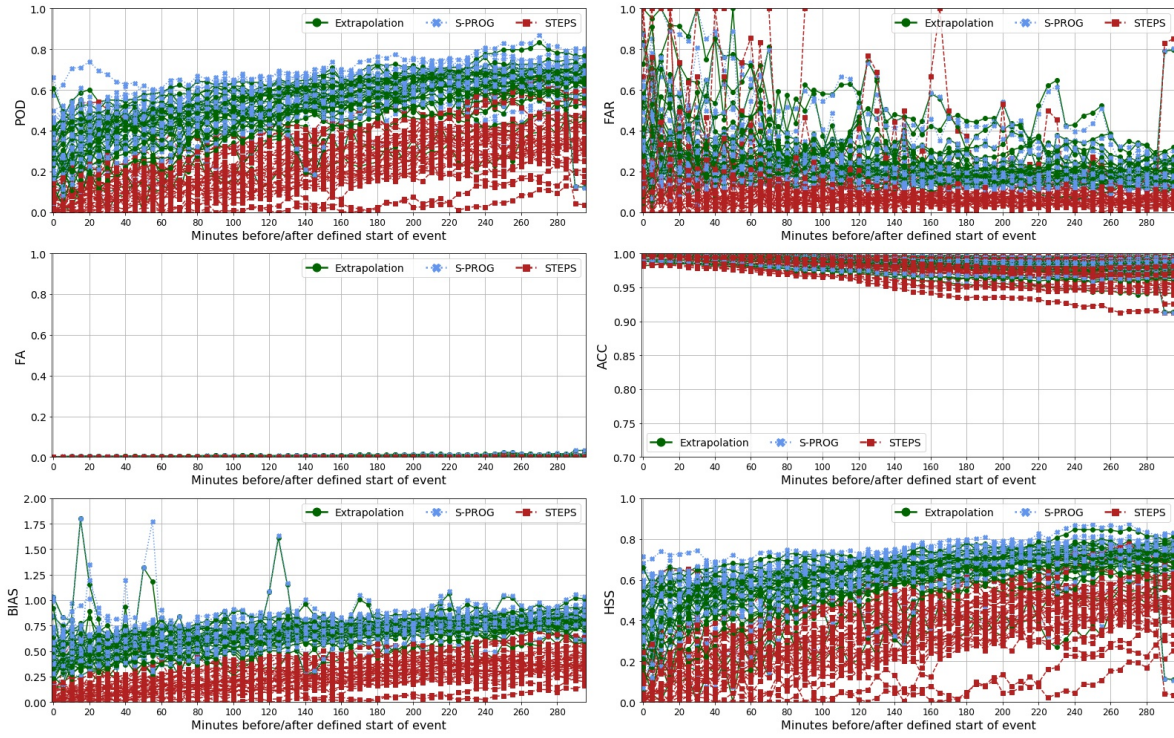 Extrapolation S-PROG STEPS
POD
1.0
0.8
0.6
0.4
0.2
0.0
0 20 40 60 80 100 120 140 160 180 200 220 240 260 280
Minutes before/after defined start of event
Extrapolation S-PROG STEPS
FAR
1.0
0.8
0.6
0.4
0.2
0.0
0 20 40 60 80 100 120 140 160 180 200 220 240 260 280
Minutes before/after defined start of event
Extrapolation S-PROG STEPS
FA
1.0
0.8
0.6
0.4
0.2
0.0
0 20 40 60 80 100 120 140 160 180 200 220 240 260 280
Minutes before/after defined start of event
ACC
1.00
0.95
0.90
0.85
0.80
0.75
0.70
Extrapolation S-PROG STEPS
0 20 40 60 80 100 120 140 160 180 200 220 240 260 280
Minutes before/after defined start of event
Extrapolation S-PROG STEPS
BIAS
2.00
1.75
1.50
1.25
1.00
0.75
0.50
0.25
0.00
0 20 40 60 80 100 120 140 160 180 200 220 240 260 280
Minutes before/after defined start of event
Extrapolation S-PROG STEPS
HSS
1.0
0.8
0.6
0.4
0.2
0.0
0 20 40 60 80 100 120 140 160 180 200 220 240 260 280
Minutes before/after defined start of event